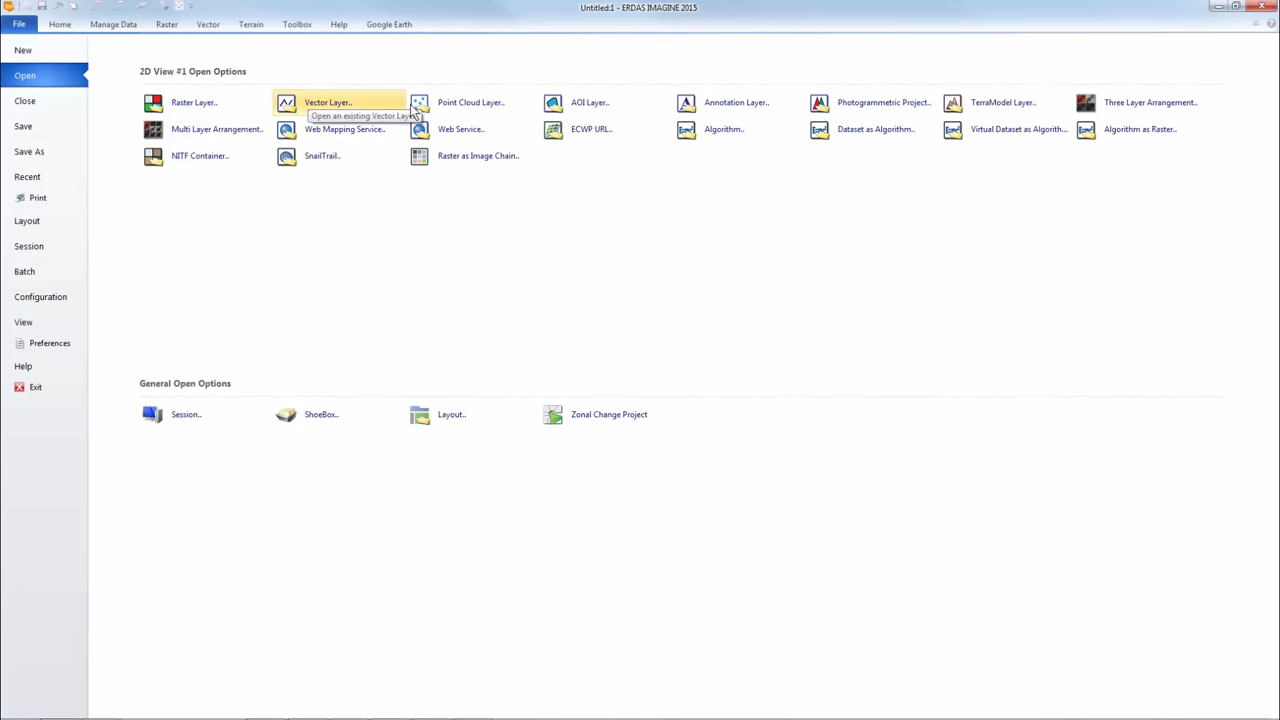 Untitled:1 - ERDAS IMAGINE 2015
File Home Manage Data Raster Vector Terrain Toolbox Help Google Earth
New
Open
Close
Save
Save As
Recent
Print
Layout
Session
Batch
Configuration
View
Preferences
Help
Exit
2D View #1 Open Options
Raster Layer.. Vector Layer.. Point Cloud Layer.. AOI Layer.. Annotation Layer.. Photogrammetric Project.. TerraModel Layer.. Three Layer Arrangement..
Open an existing Vector Lay
Multi Layer Arrangement.. Web Mapping Service.. Web Service.. ECWP URL.. Algorithm.. Dataset as Algorithm.. Virtual Dataset as Algorith... Algorithm as Raster..
NITF Container.. SnailTrail.. Raster as Image Chain..
General Open Options
Session.. ShoeBox.. Layout.. Zonal Change Project